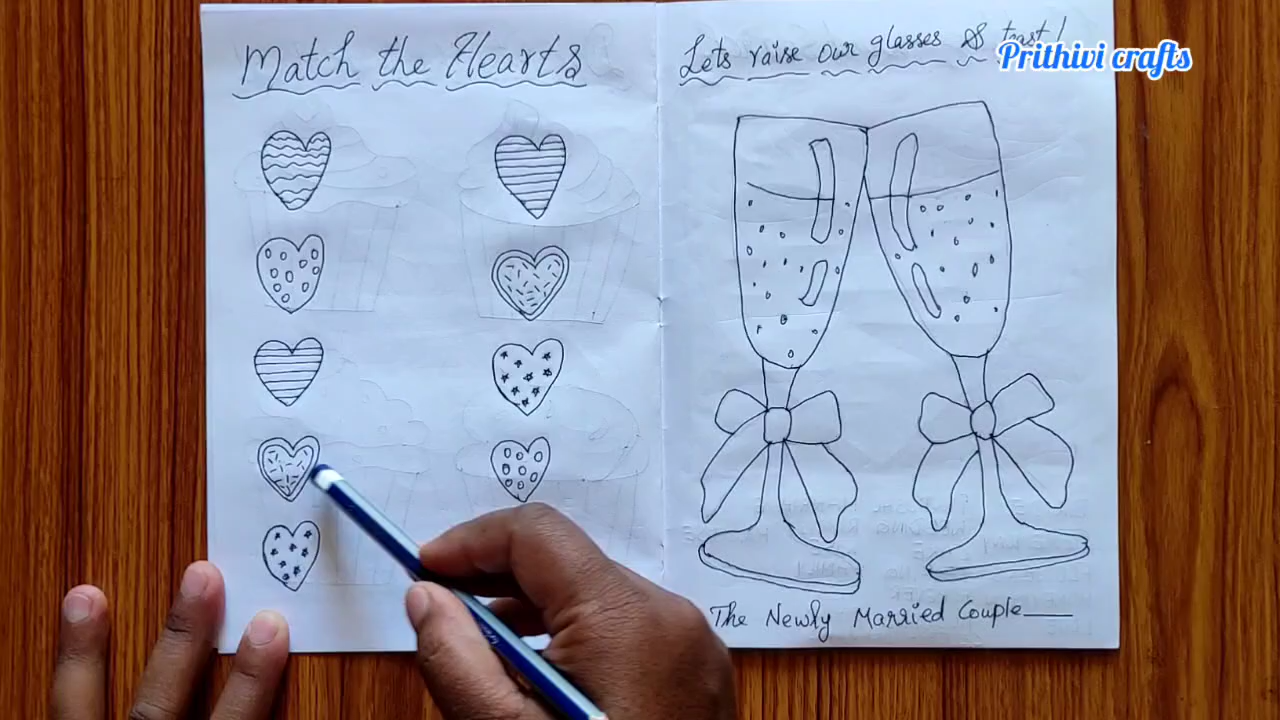 Match the Hearts
Lets raise our glasses & toast!
Prithivi crafts
The Newly Married Couple